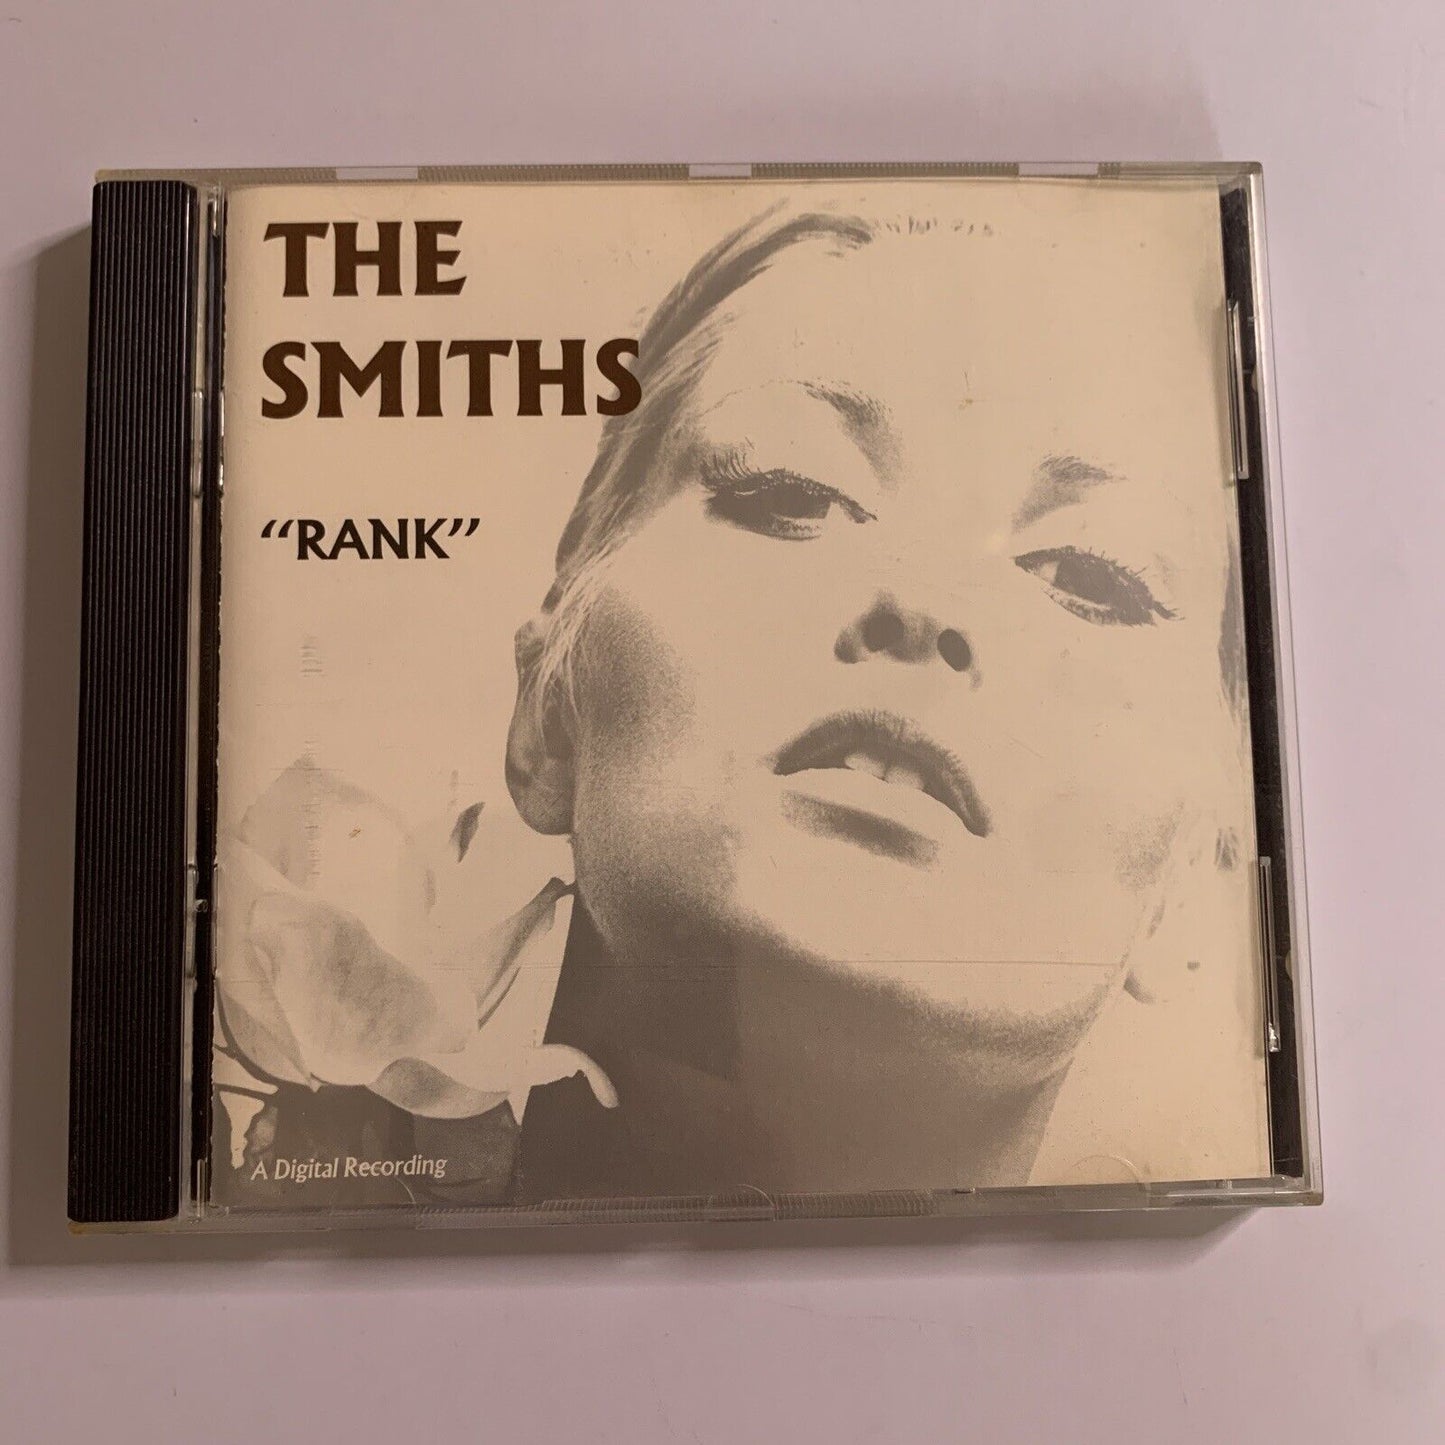 THE
SMITHS
“RANK”
A Digital Recording